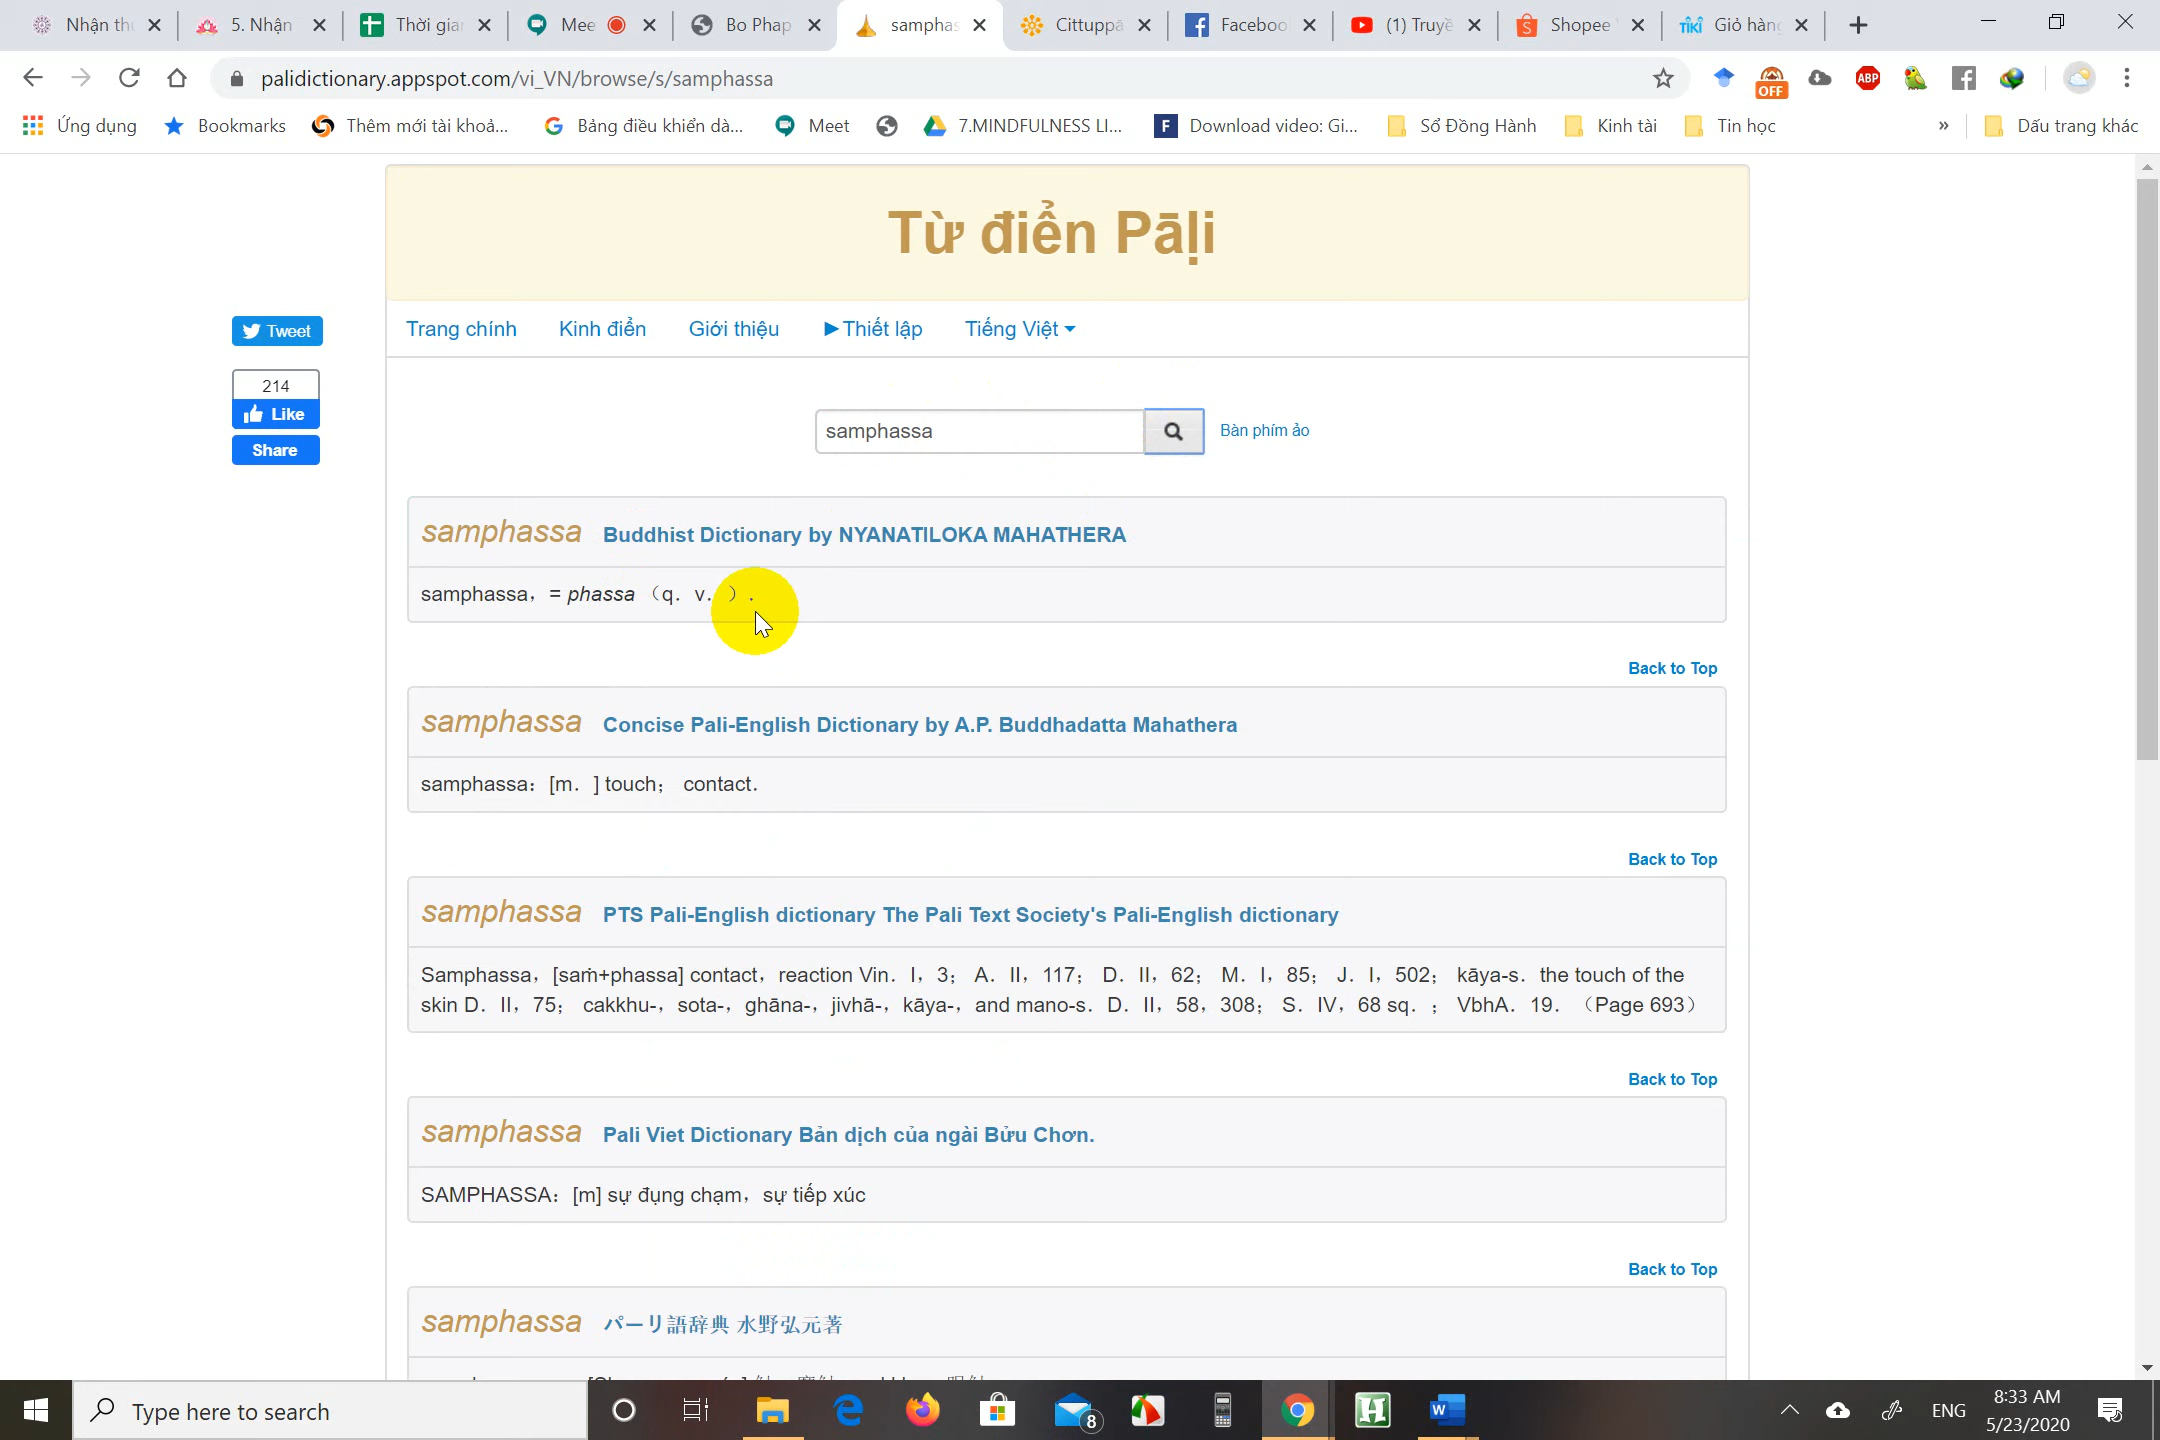 Nhận thu
5. Nhận
Thời giar
Mee
Bo Phap
samphas
Cittuppā
Faceboo
(1) Truyề
Shopee
Giỏ hàng
palidictionary.appspot.com/vi_VN/browse/s/samphassa
OFF
ABP
Ứng dụng
Bookmarks
Thêm mới tài khoả...
Bảng điều khiển dà...
Meet
7.MINDFULNESS LI...
Download video: Gi...
Sổ Đồng Hành
Kinh tài
Tin học
»
Dấu trang khác
Từ điển Pāḷi
Tweet
214
Like
Share
Trang chính
Kinh điển
Giới thiệu
►Thiết lập
Tiếng Việt
samphassa
Bàn phím ảo
samphassa Buddhist Dictionary by NYANATILOKA MAHATHERA
samphassa，= phassa （q．v．）．
Back to Top
samphassa Concise Pali-English Dictionary by A.P. Buddhadatta Mahathera
samphassa：[m．] touch； contact．
Back to Top
samphassa PTS Pali-English dictionary The Pali Text Society's Pali-English dictionary
Samphassa，[saṁ+phassa] contact，reaction Vin．I，3； A．II，117； D．II，62； M．I，85； J．I，502； kāya-s．the touch of the
skin D．II，75； cakkhu-，sota-，ghāna-，jivhā-，kāya-，and mano-s．D．II，58，308； S．IV，68 sq．； VbhA．19．（Page 693）
Back to Top
samphassa Pali Viet Dictionary Bản dịch của ngài Bửu Chơn.
SAMPHASSA：[m] sự đụng chạm，sự tiếp xúc
Back to Top
samphassa パーリ語辞典 水野弘元著
Type here to search
8
ENG
8:33 AM
5/23/2020